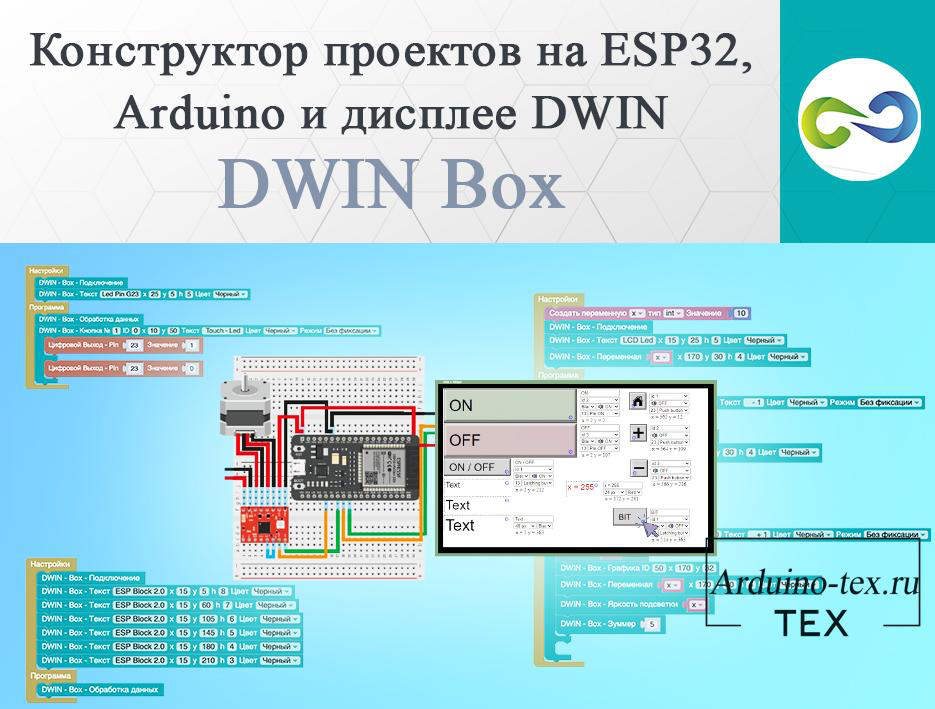 Конструктор проектов на ESP32,
Arduino и дисплее DWIN
DWIN Box
Настройки
DWIN - Box - Подключение
DWIN - Box - Текст Led Pin G23 x 25 y 5 h 5 Цвет Черный
Программа
DWIN - Box - Обработка данных
DWIN - Box - Кнопка № 1 ID 0 x 10 y 50 Текст Touch - Led Цвет Черный Режим Без фиксации
Цифровой Выход - Pin 23 Значение 1
Цифровой Выход - Pin 23 Значение 0
Настройки
Создать переменную x тип int Значение 10
DWIN - Box - Подключение
DWIN - Box - Текст LCD Led x 15 y 25 h 5 Цвет Черный
DWIN - Box - Переменная x x 170 y 30 h 4 Цвет Черный
Программа
Текст - 1 Цвет Черный Режим Без фиксации
y 30 h 4 Цвет Черный
+ 1 Цвет Черный Режим Без фиксации
DWIN - Box - Графика ID 50 x 170 y
DWIN - Box - Переменная x x 170
DWIN - Box - Яркость подсветки x
DWIN - Box - Зуммер 5
ON
OFF
ON / OFF
Text
Text
Text
x = 255
+
−
BIT
Настройки
DWIN - Box - Подключение
DWIN - Box - Текст ESP Block 2.0 x 15 y 5 h 8 Цвет Черный
DWIN - Box - Текст ESP Block 2.0 x 15 y 60 h 7 Цвет Черный
DWIN - Box - Текст ESP Block 2.0 x 15 y 105 h 6 Цвет Черный
DWIN - Box - Текст ESP Block 2.0 x 15 y 145 h 5 Цвет Черный
DWIN - Box - Текст ESP Block 2.0 x 15 y 180 h 4 Цвет Черный
DWIN - Box - Текст ESP Block 2.0 x 15 y 210 h 3 Цвет Черный
Программа
DWIN - Box - Обработка данных
Arduino-tex.ru
TEX